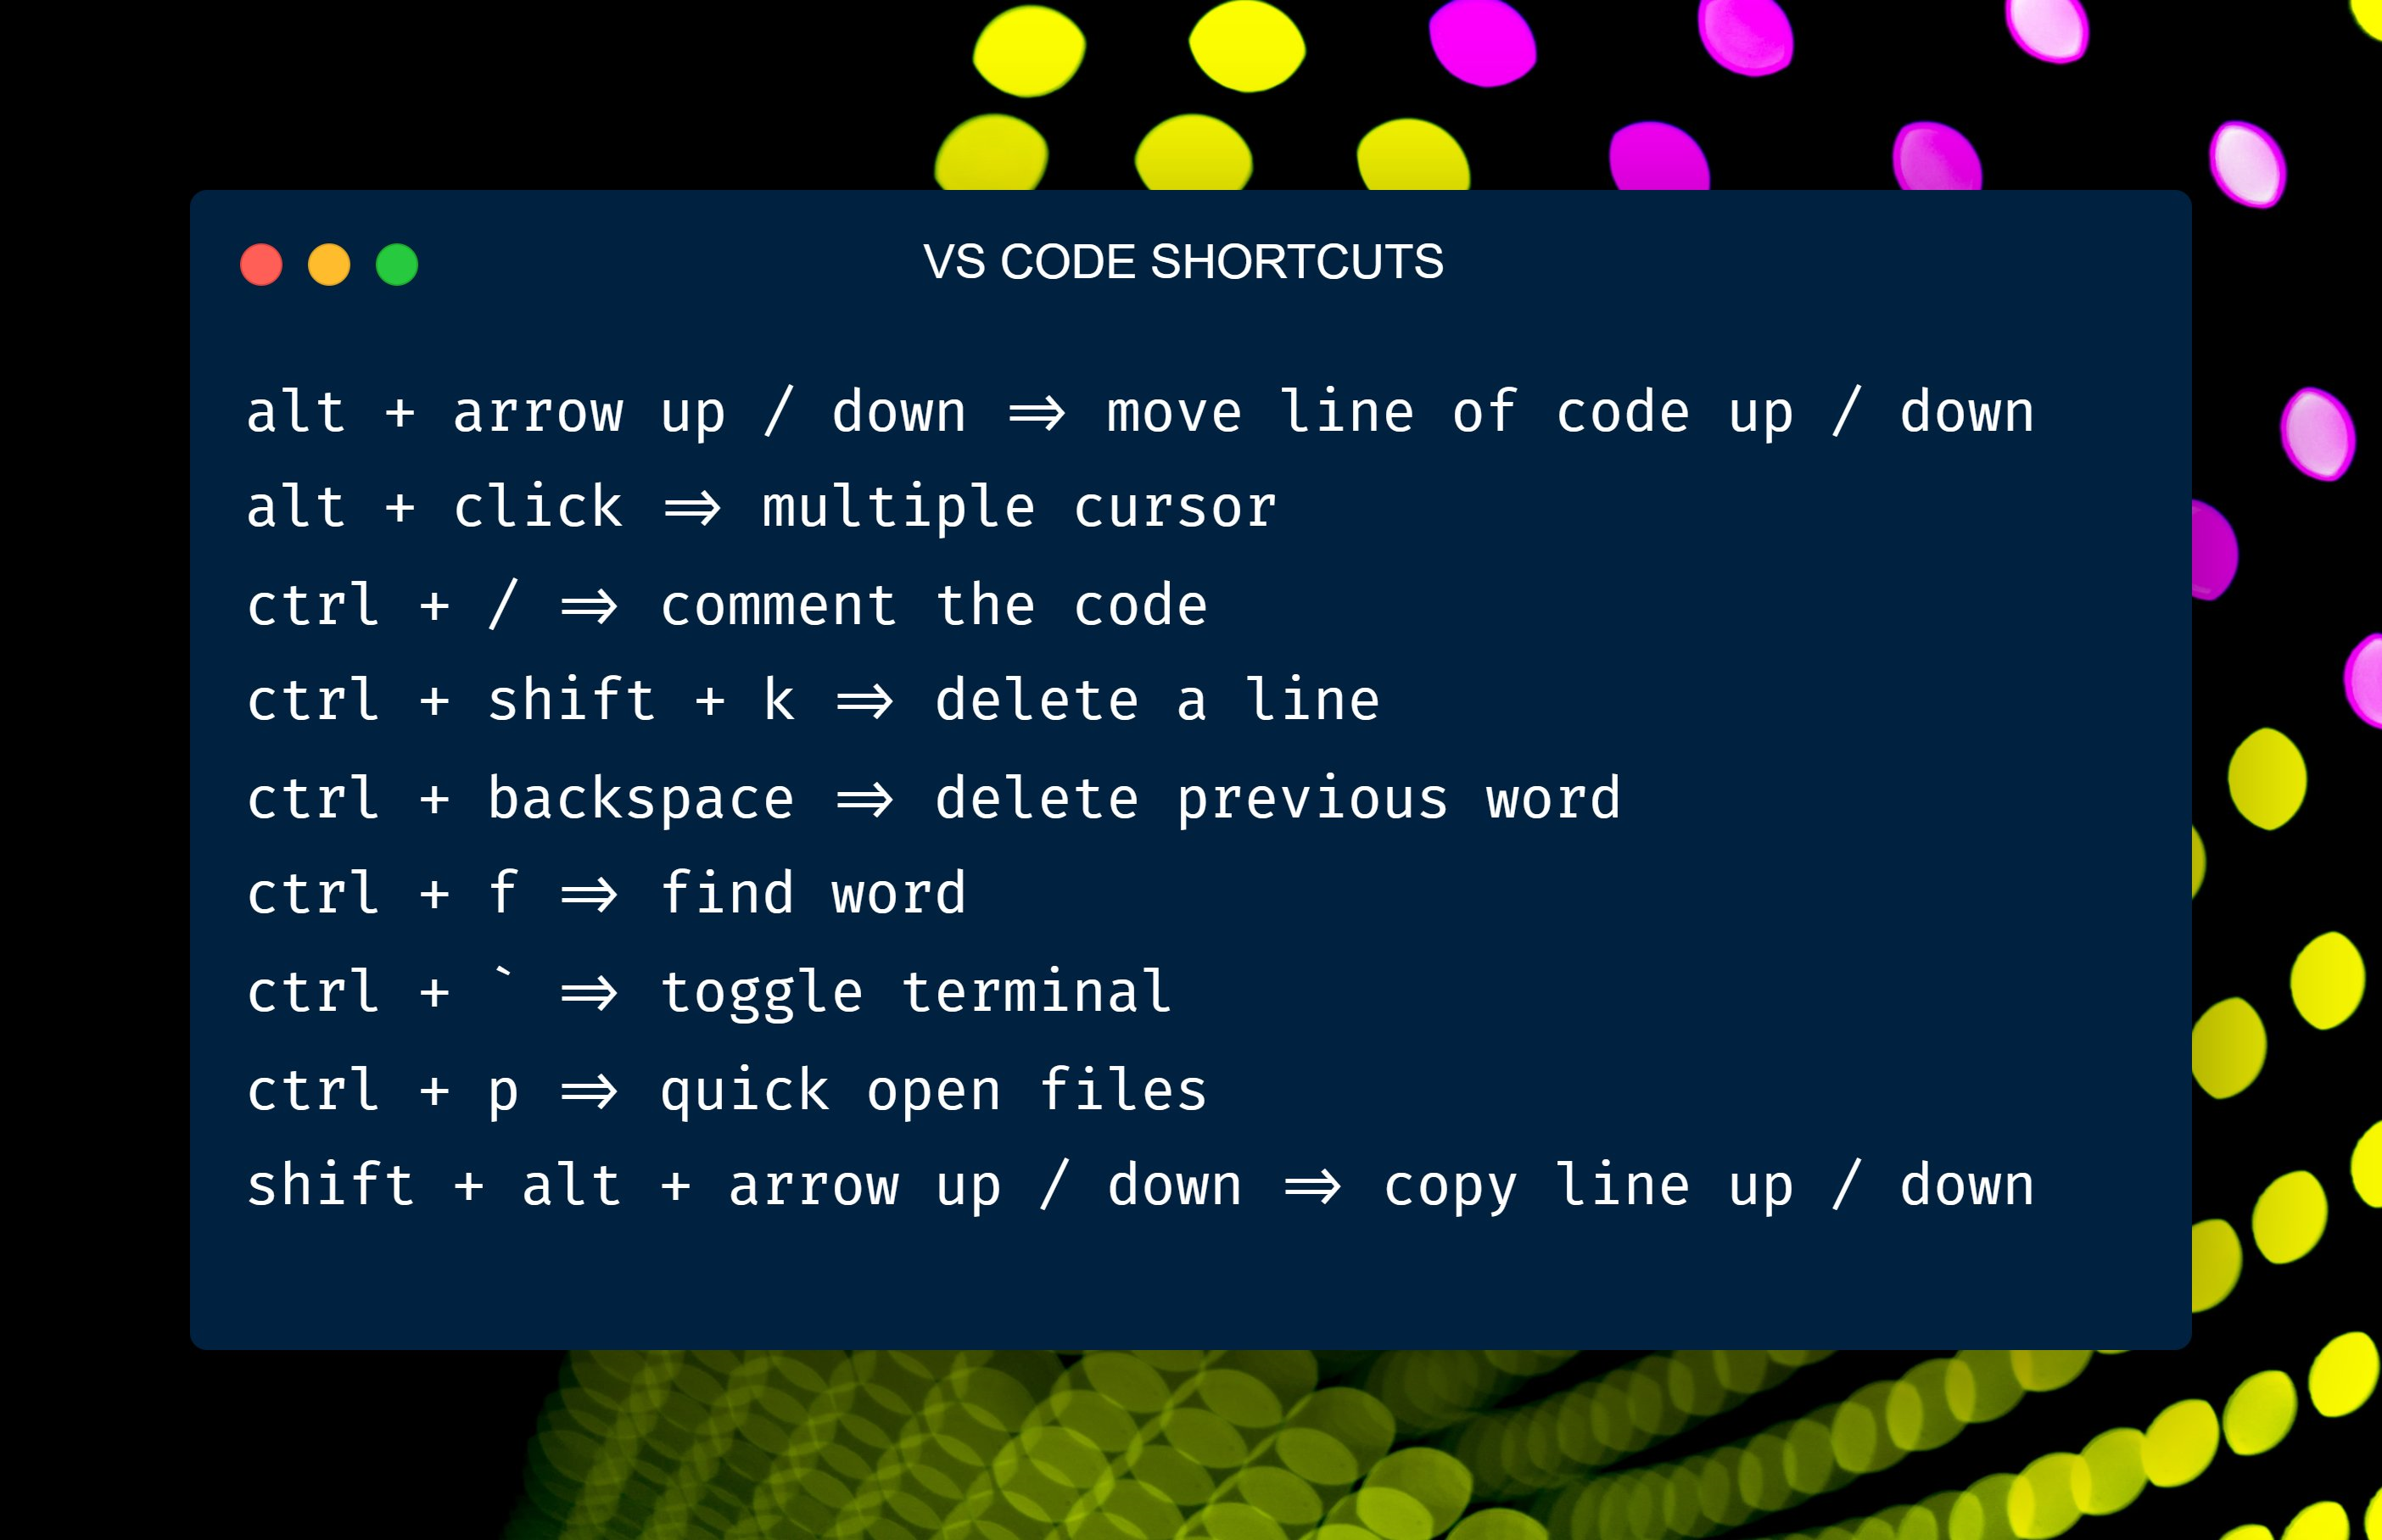 VS CODE SHORTCUTS
alt + arrow up / down => move line of code up / down
alt + click => multiple cursor
ctrl + / => comment the code
ctrl + shift + k => delete a line
ctrl + backspace => delete previous word
ctrl + f => find word
ctrl + ` => toggle terminal
ctrl + p => quick open files
shift + alt + arrow up / down => copy line up / down